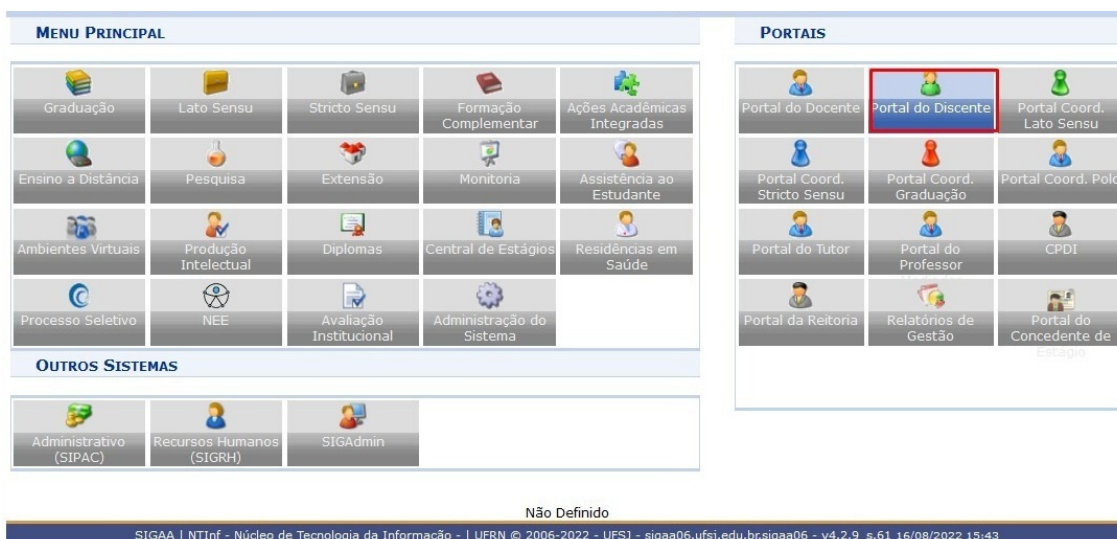 MENU PRINCIPAL
PORTAIS
Graduação
Lato Sensu
Stricto Sensu
Formação
Complementar
Ações Acadêmicas
Integradas
Ensino a Distância
Pesquisa
Extensão
Monitoria
Assistência ao
Estudante
Ambientes Virtuais
Produção
Intelectual
Diplomas
Central de Estágios
Residências em
Saúde
Processo Seletivo
NEE
Avaliação
Institucional
Administração do
Sistema
Portal do Docente
Portal do Discente
Portal Coord.
Lato Sensu
Portal Coord.
Stricto Sensu
Portal Coord.
Graduação
Portal Coord. Polo
Portal do Tutor
Portal do
Professor
CPDI
Portal da Reitoria
Relatórios de
Gestão
Portal do
Concedente de
Estágio
OUTROS SISTEMAS
Administrativo
(SIPAC)
Recursos Humanos
(SIGRH)
SIGAdmin
Não Definido
SIGAA | NTInf - Núcleo de Tecnologia da Informação - | UFRN © 2006-2022 - UFSJ - sigaa06.ufsj.edu.br.sigaa06 - v4.2.9_s.61 16/08/2022 15:43